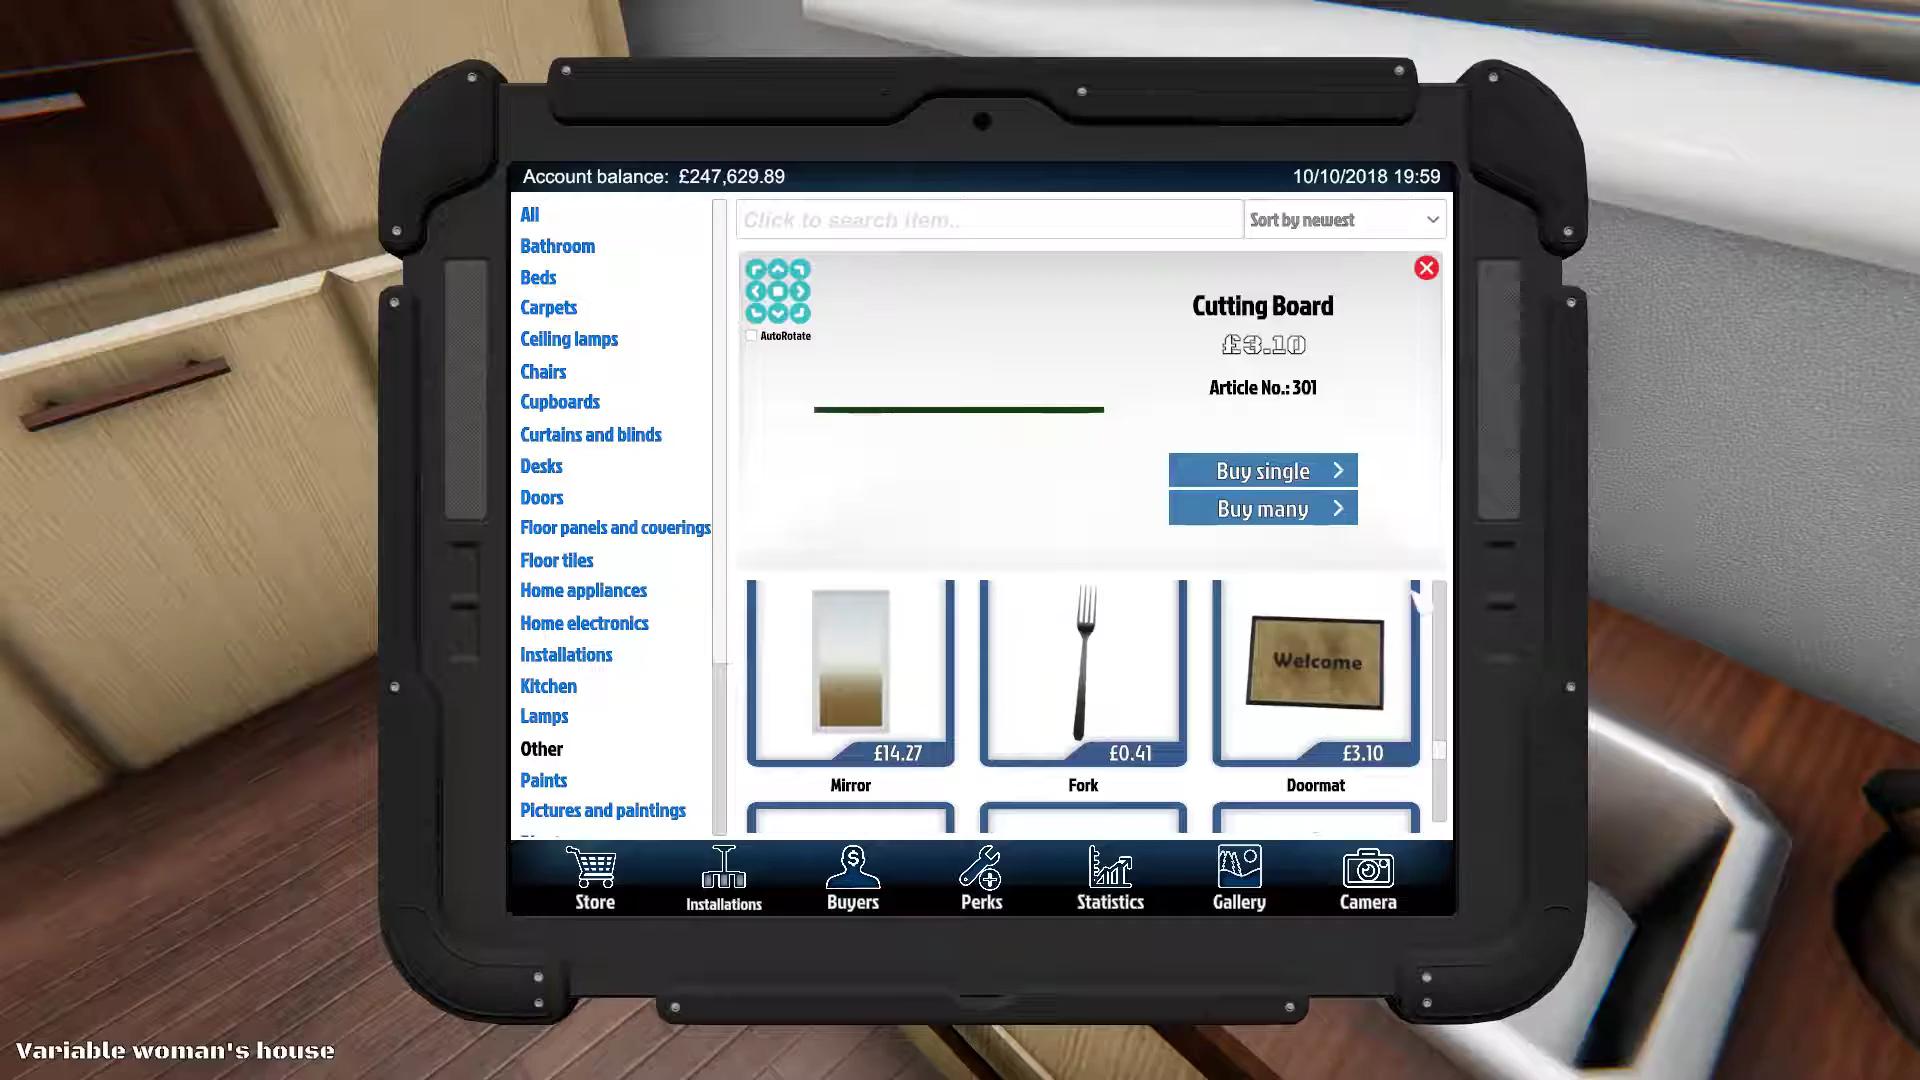 Account balance: £247,629.89
10/10/2018 19:59
All
Bathroom
Beds
Carpets
Ceiling lamps
Chairs
Cupboards
Curtains and blinds
Desks
Doors
Floor panels and coverings
Floor tiles
Home appliances
Home electronics
Installations
Kitchen
Lamps
Other
Paints
Pictures and paintings
Click to search item..
Sort by newest
AutoRotate
Cutting Board
£3.10
Article No.: 301
Buy single
Buy many
Welcome
£14.27
£0.41
£3.10
Mirror
Fork
Doormat
Store
Installations
Buyers
Perks
Statistics
Gallery
Camera
Variable woman's house